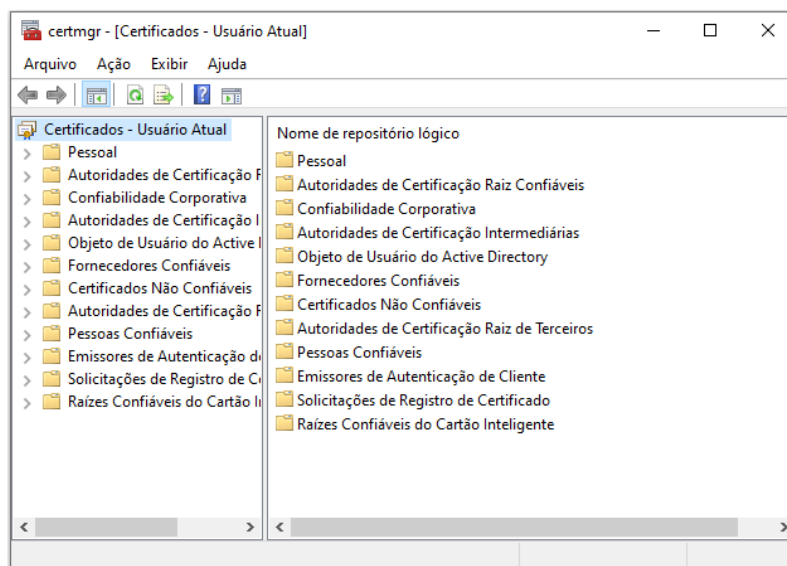 certmgr - [Certificados - Usuário Atual]
Arquivo Ação Exibir Ajuda
Certificados - Usuário Atual
Pessoal
Autoridades de Certificação
Confiabilidade Corporativa
Autoridades de Certificação I
Objeto de Usuário do Active
Fornecedores Confiáveis
Certificados Não Confiáveis
Autoridades de Certificação
Pessoas Confiáveis
Emissores de Autenticação d
Solicitações de Registro de C
Raízes Confiáveis do Cartão I
Nome de repositório lógico
Pessoal
Autoridades de Certificação Raiz Confiáveis
Confiabilidade Corporativa
Autoridades de Certificação Intermediárias
Objeto de Usuário do Active Directory
Fornecedores Confiáveis
Certificados Não Confiáveis
Autoridades de Certificação Raiz de Terceiros
Pessoas Confiáveis
Emissores de Autenticação de Cliente
Solicitações de Registro de Certificado
Raízes Confiáveis do Cartão Inteligente